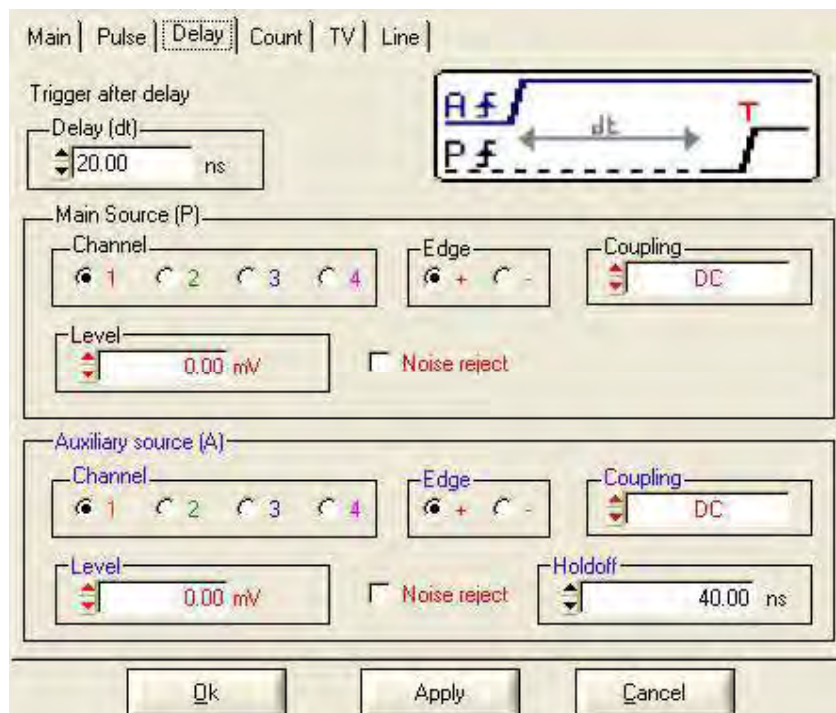 Main Pulse Delay Count TV Line
Trigger after delay
Delay (dt)
20.00 ns
A dt T
P
Main Source (P)
Channel Edge Coupling
1 2 3 4 + - DC
Level
0.00 mV Noise reject
Auxiliary source (A)
Channel Edge Coupling
1 2 3 4 + - DC
Level Holdoff
0.00 mV Noise reject 40.00 ns
Ok Apply Cancel